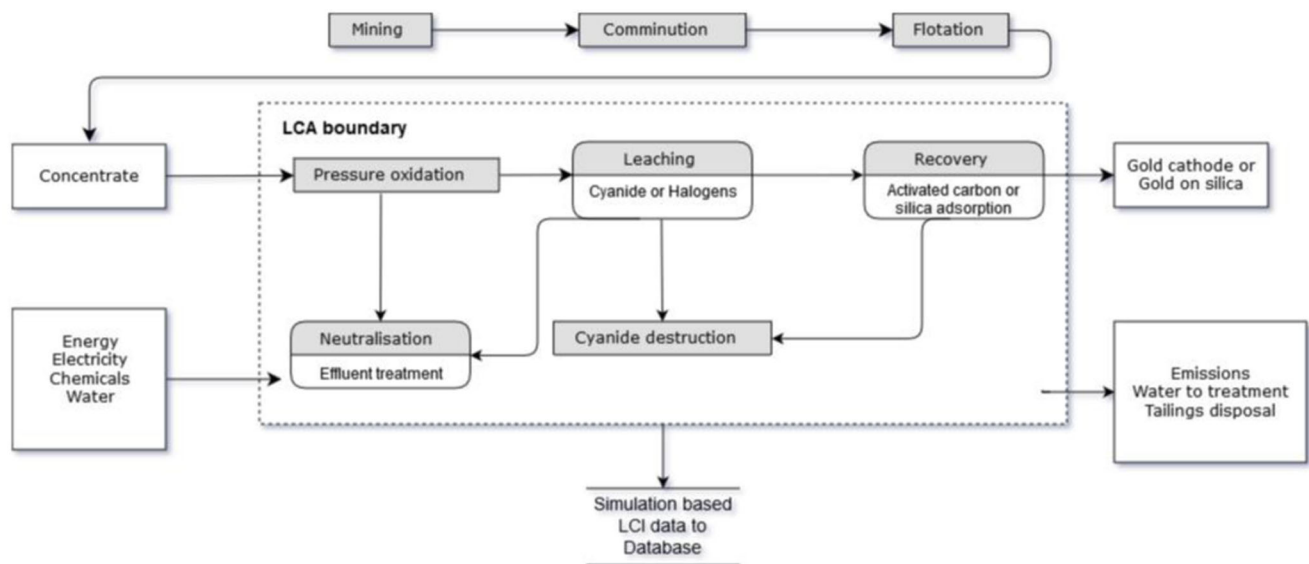 Mining
Comminution
Flotation
LCA boundary
Concentrate
Pressure oxidation
Leaching
Cyanide or Halogens
Recovery
Activated carbon or
silica adsorption
Gold cathode or
Gold on silica
Energy
Electricity
Chemicals
Water
Neutralisation
Effluent treatment
Cyanide destruction
Emissions
Water to treatment
Tailings disposal
Simulation based
LCI data to
Database